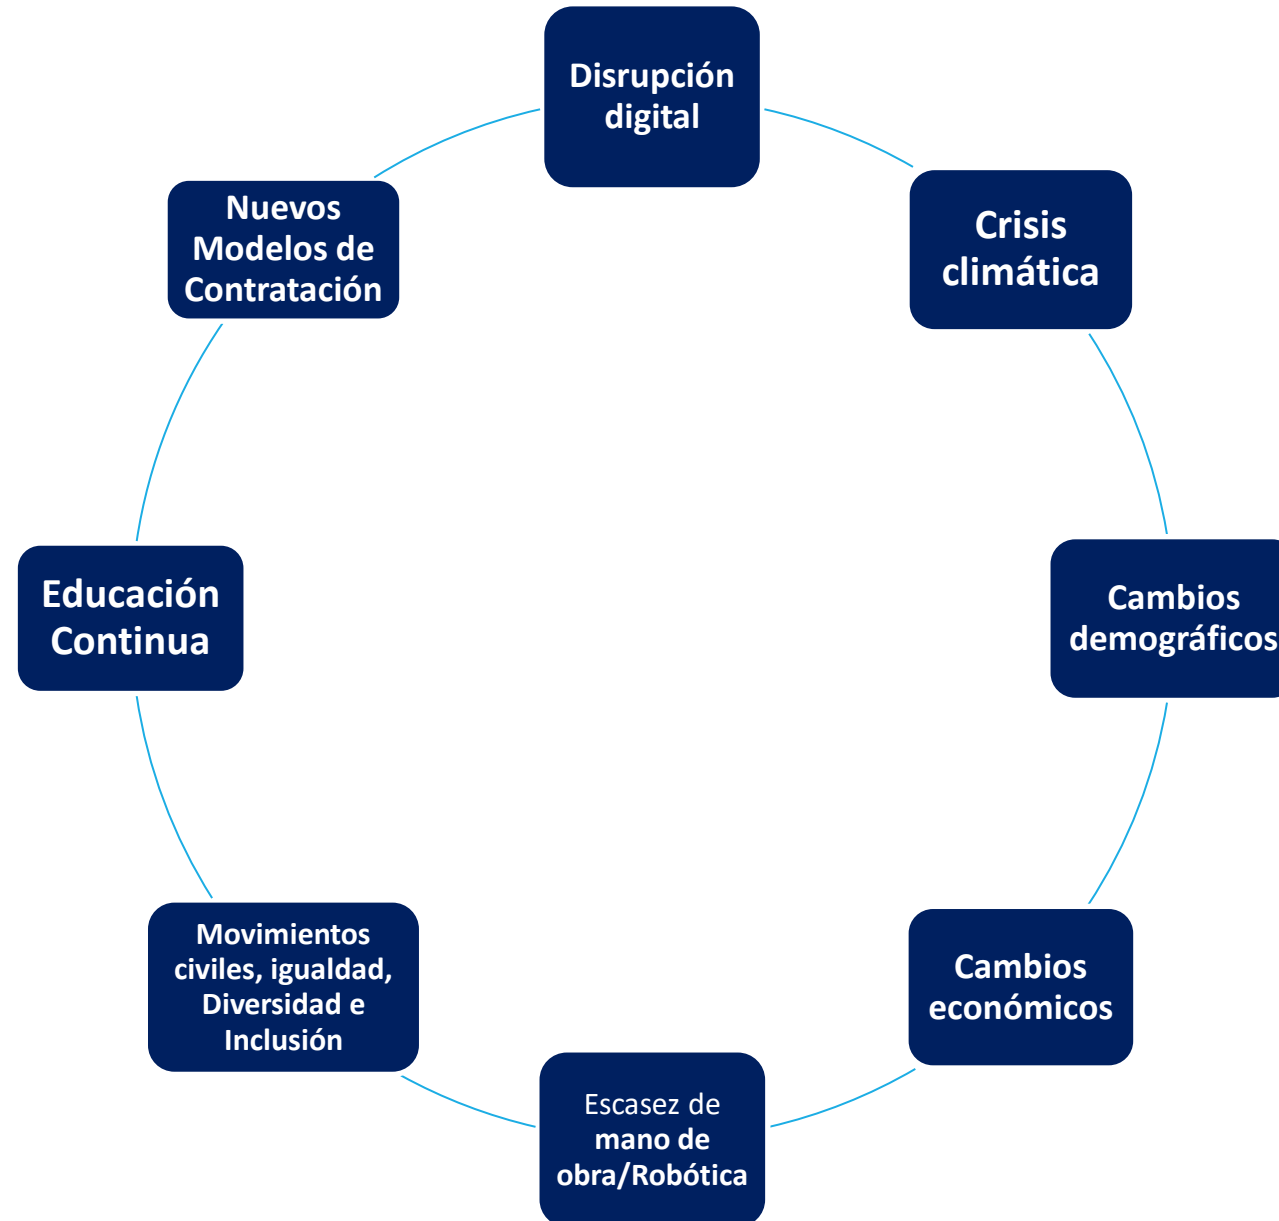 Disrupción
digital
Crisis
climática
Cambios
demográficos
Cambios
económicos
Escasez de
mano de
obra/Robótica
Movimientos
civiles, igualdad,
Diversidad e
Inclusión
Educación
Continua
Nuevos
Modelos de
Contratación